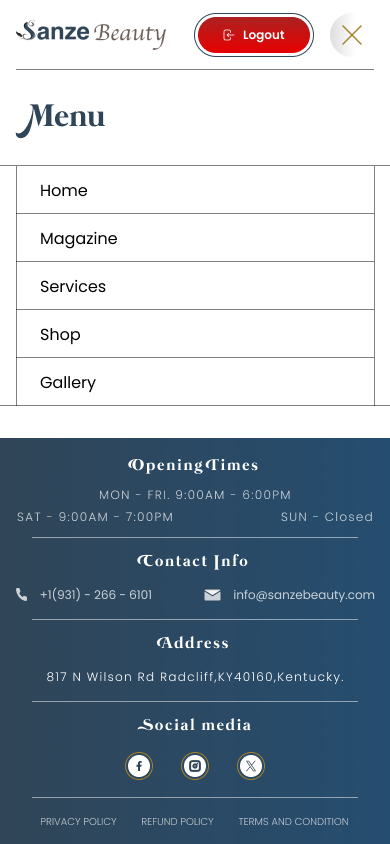 Sanze Beauty
Logout
Menu
Home
Magazine
Services
Shop
Gallery
Opening Times
MON - FRI. 9:00AM - 6:00PM
SAT - 9:00AM - 7:00PM SUN - Closed
Contact Info
+1(931) - 266 - 6101 info@sanzebeauty.com
Address
817 N Wilson Rd Radcliff,KY40160,Kentucky.
Social media
PRIVACY POLICY REFUND POLICY TERMS AND CONDITION